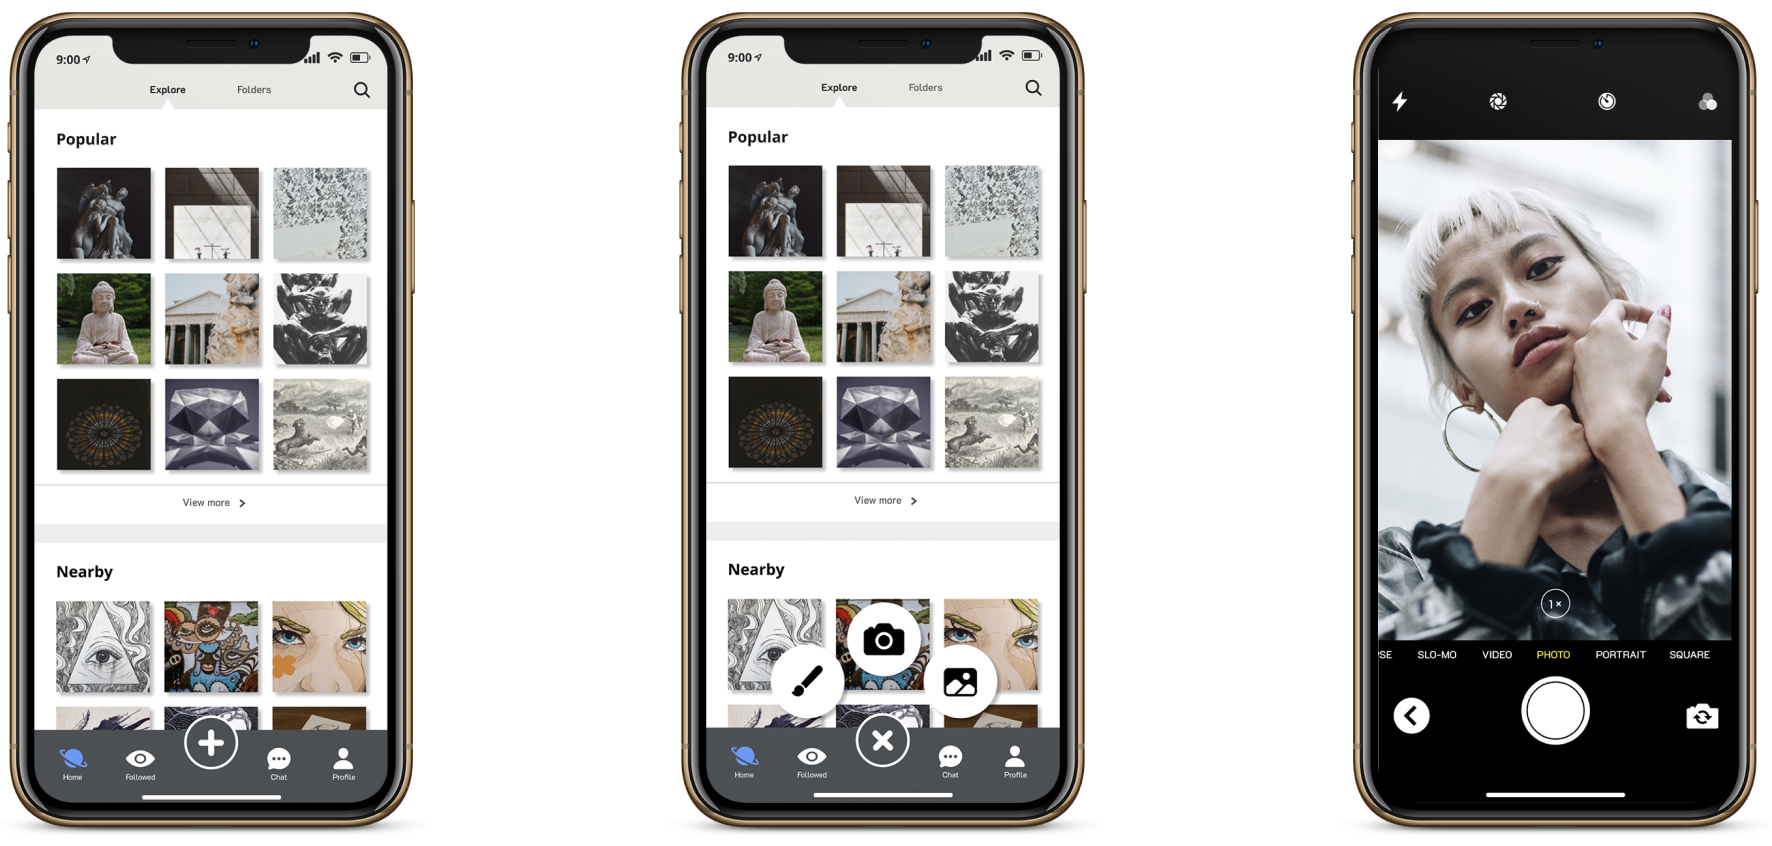 9:00
Explore Folders
Popular
View more
Nearby
Home Followed Chat Profile
9:00
Explore Folders
Popular
View more
Nearby
Home Followed Chat Profile
1×
SE SLO-MO VIDEO PHOTO PORTRAIT SQUARE